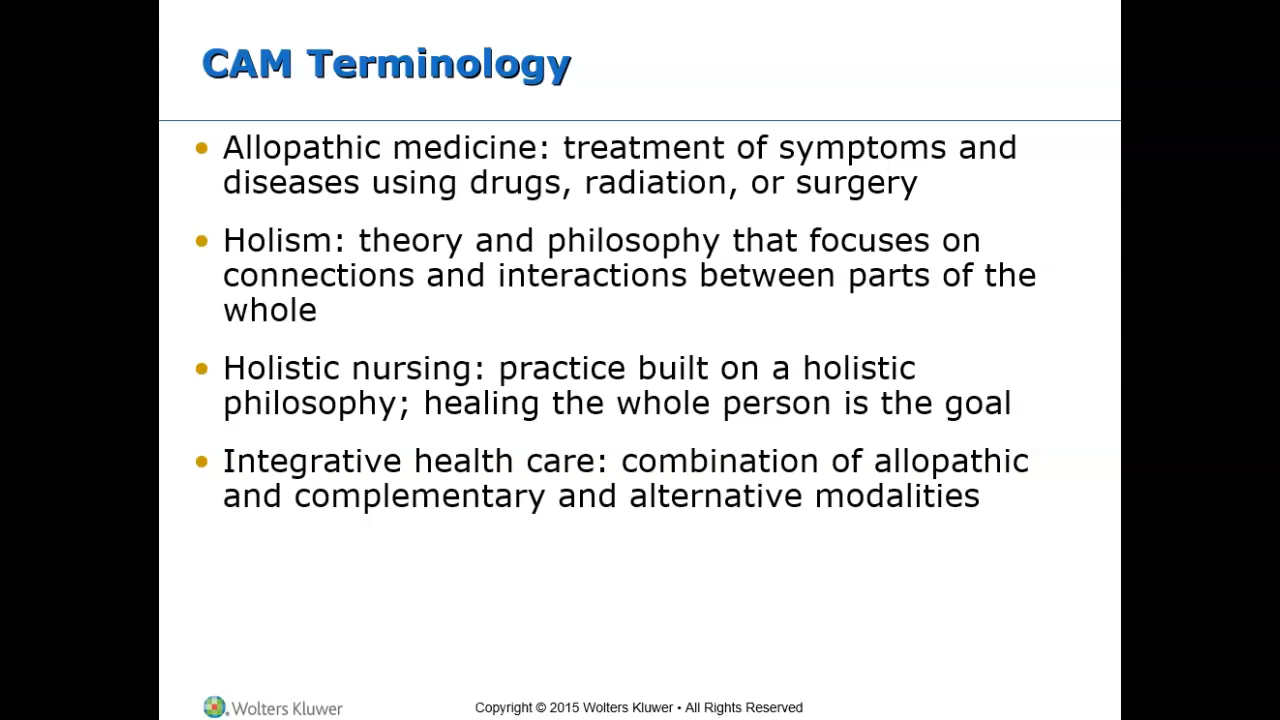 CAM Terminology
• Allopathic medicine: treatment of symptoms and
diseases using drugs, radiation, or surgery
• Holism: theory and philosophy that focuses on
connections and interactions between parts of the
whole
• Holistic nursing: practice built on a holistic
philosophy; healing the whole person is the goal
• Integrative health care: combination of allopathic
and complementary and alternative modalities
Wolters Kluwer
Copyright © 2015 Wolters Kluwer • All Rights Reserved